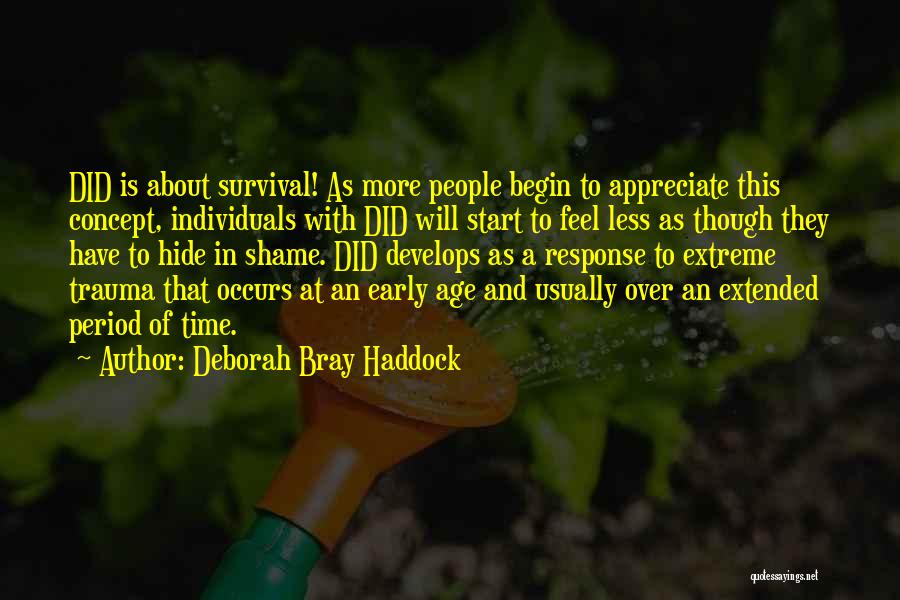 DID is about survival! As more people begin to appreciate this
concept, individuals with DID will start to feel less as though they
have to hide in shame. DID develops as a response to extreme
trauma that occurs at an early age and usually over an extended
period of time.
~ Author: Deborah Bray Haddock
quotessayings.net